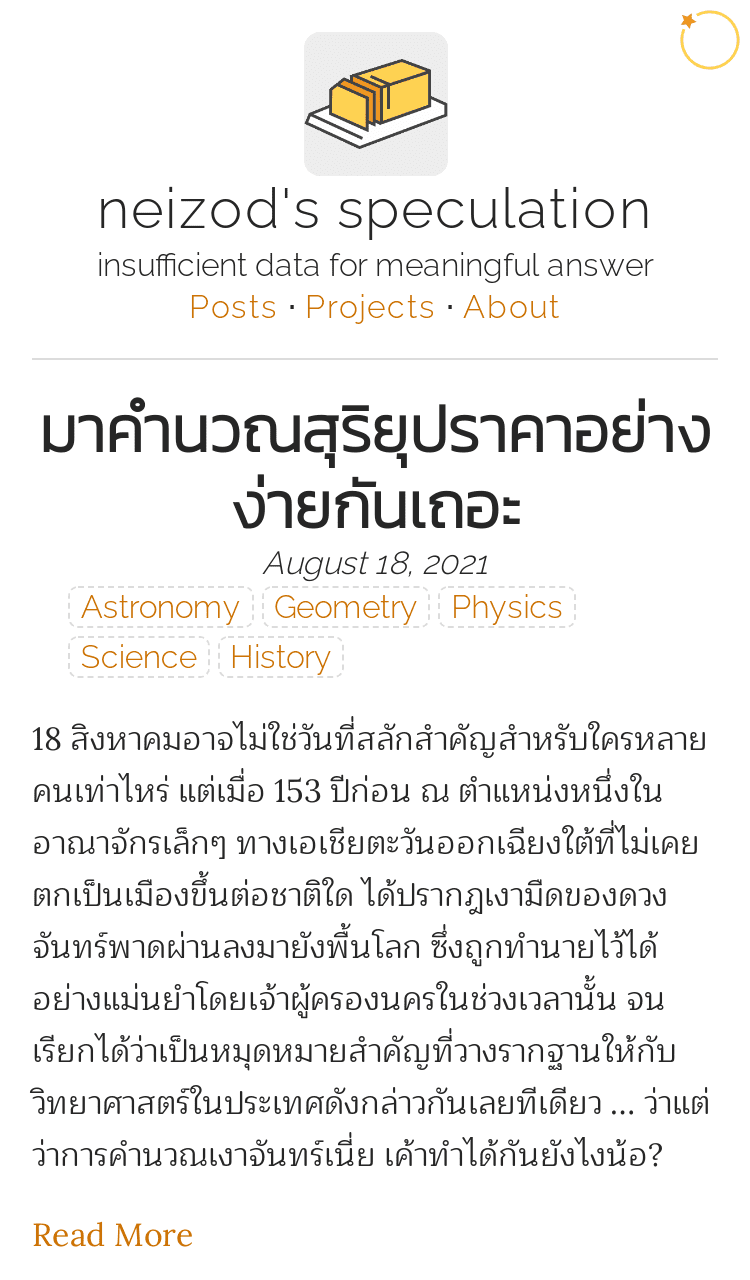 neizod's speculation
insufficient data for meaningful answer
Posts · Projects · About
มาคำนวณสุริยุปราคาอย่าง
ง่ายกันเถอะ
August 18, 2021
Astronomy Geometry Physics
Science History
18 สิงหาคมอาจไม่ใช่วันที่สลักสำคัญสำหรับใครหลาย
คนเท่าไหร่ แต่เมื่อ 153 ปีก่อน ณ ตำแหน่งหนึ่งใน
อาณาจักรเล็กๆ ทางเอเชียตะวันออกเฉียงใต้ที่ไม่เคย
ตกเป็นเมืองขึ้นต่อชาติใด ได้ปรากฎเงามืดของดวง
จันทร์พาดผ่านลงมายังพื้นโลก ซึ่งถูกทำนายไว้ได้
อย่างแม่นยำโดยเจ้าผู้ครองนครในช่วงเวลานั้น จน
เรียกได้ว่าเป็นหมุดหมายสำคัญที่วางรากฐานให้กับ
วิทยาศาสตร์ในประเทศดังกล่าวกันเลยทีเดียว ... ว่าแต่
ว่าการคำนวณเงาจันทร์เนี่ย เค้าทำได้กันยังไงน้อ?
Read More